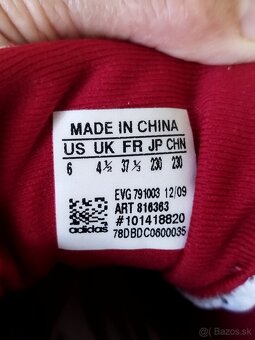 MADE IN CHINA
US UK FR JP CHN
6 4½ 37⅓ 230 230
EVG 791003 12/09
ART 816363
#101418820
78DBDC0600035
adidas
Bazos.sk